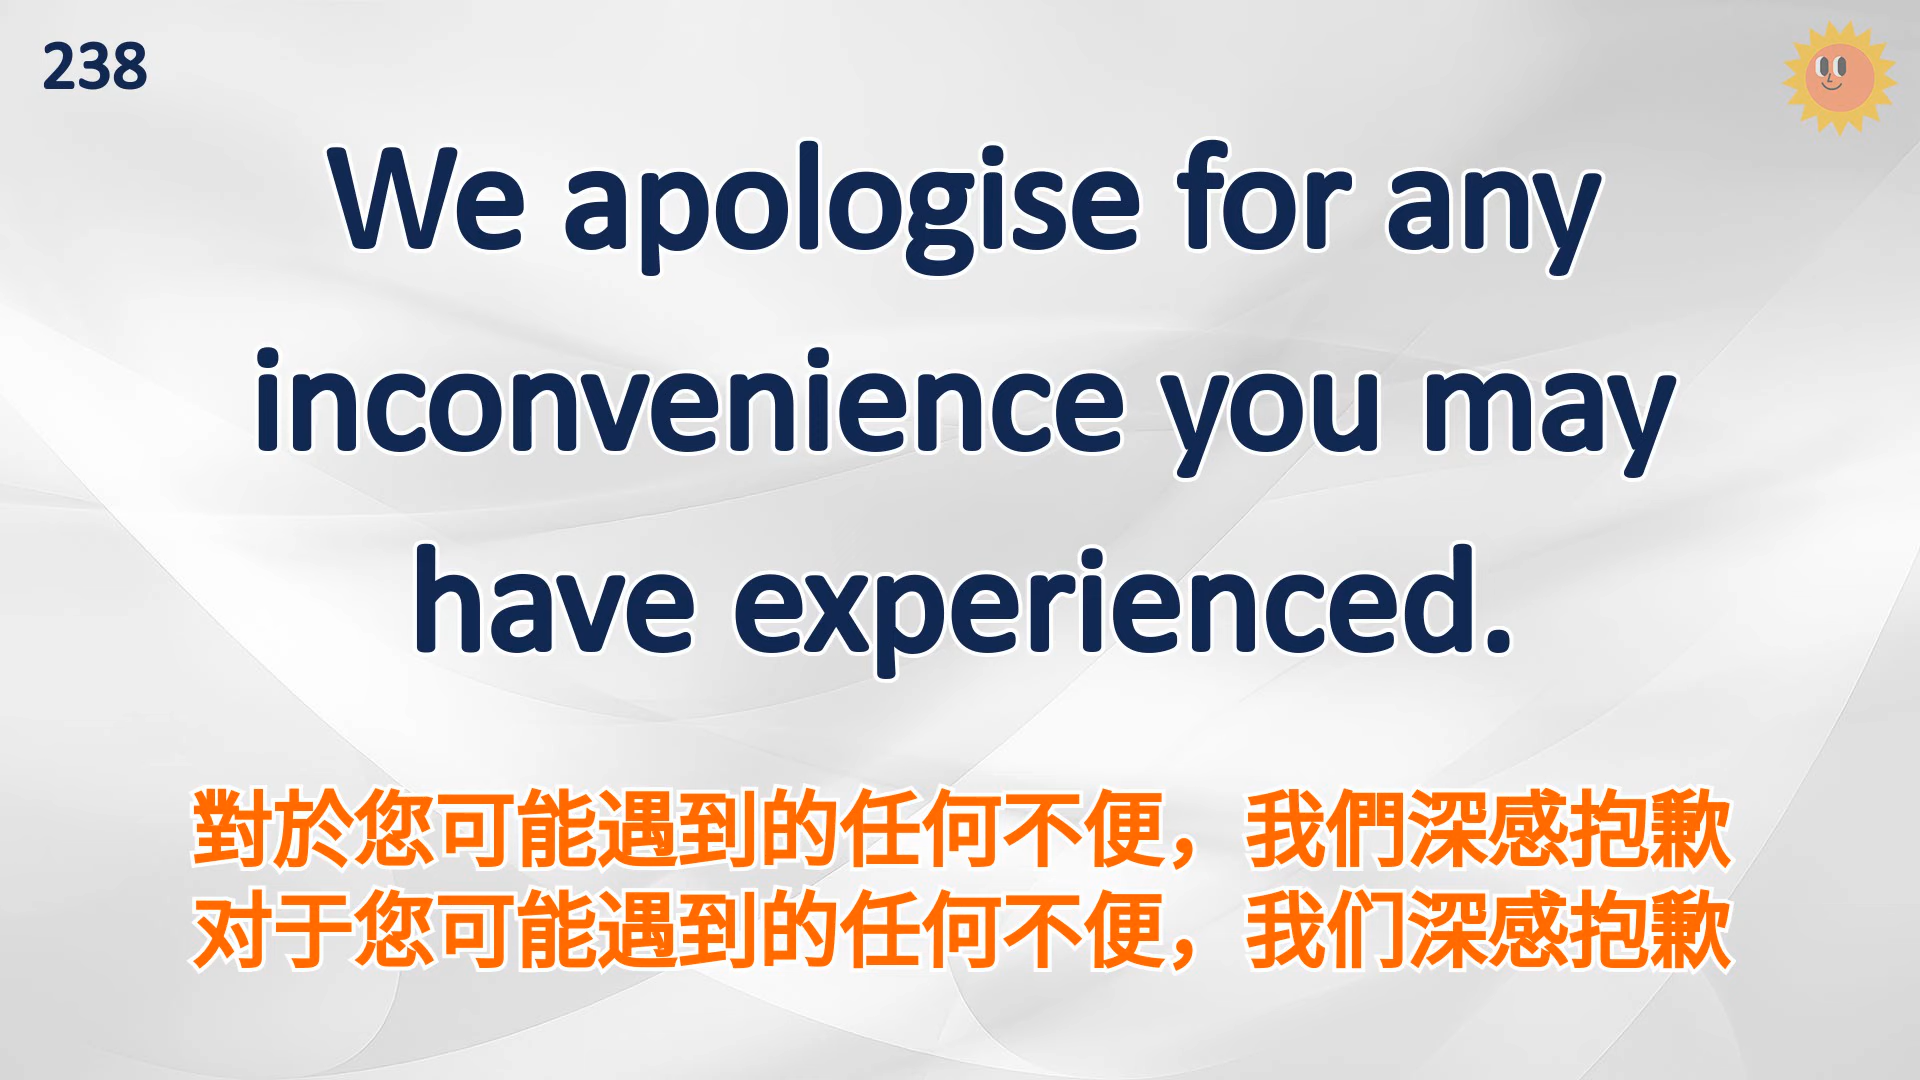 238
We apologise for any
inconvenience you may
have experienced.
對於您可能遇到的任何不便，我們深感抱歉
对于您可能遇到的任何不便，我们深感抱歉